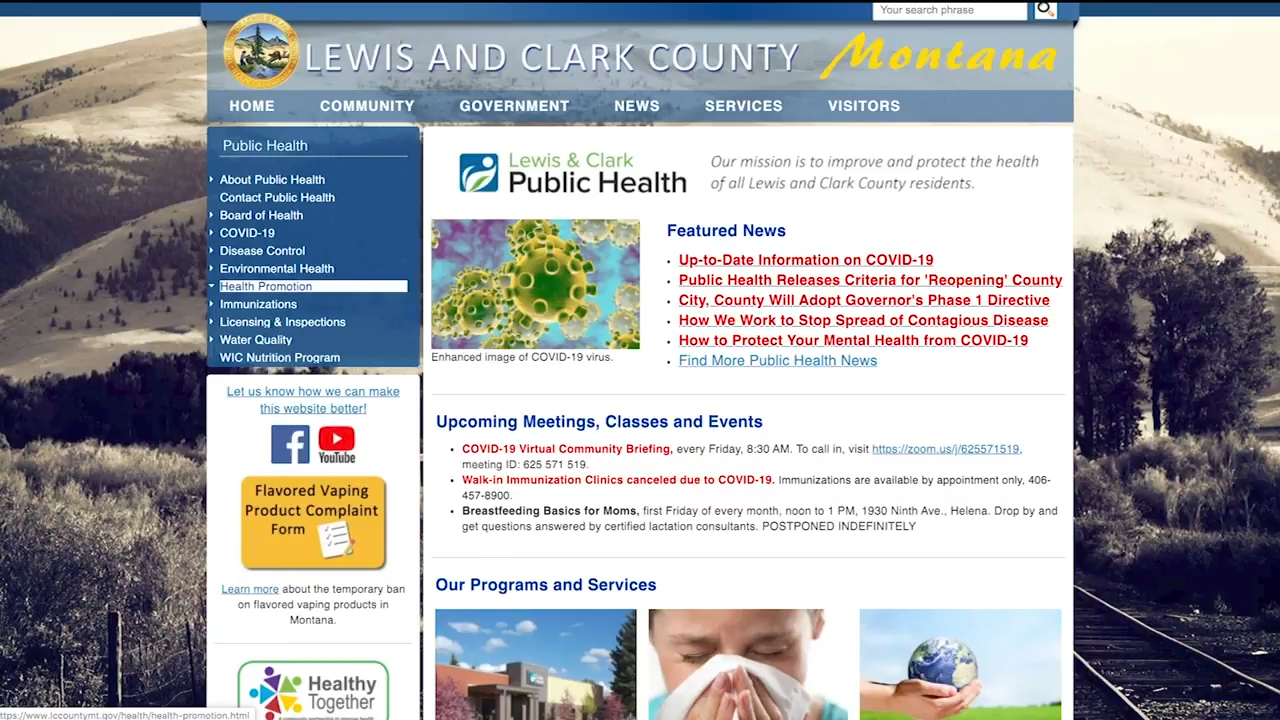 Your search phrase
LEWIS AND CLARK COUNTY Montana
HOME COMMUNITY GOVERNMENT NEWS SERVICES VISITORS
Public Health
About Public Health
Contact Public Health
Board of Health
COVID-19
Disease Control
Environmental Health
Health Promotion
Immunizations
Licensing & Inspections
Water Quality
WIC Nutrition Program
Let us know how we can make
this website better!
YouTube
Flavored Vaping
Product Complaint
Form
Learn more about the temporary ban
on flavored vaping products in
Montana.
Healthy
Together
Lewis & Clark
Public Health
Our mission is to improve and protect the health
of all Lewis and Clark County residents.
Enhanced image of COVID-19 virus.
Featured News
Up-to-Date Information on COVID-19
Public Health Releases Criteria for 'Reopening' County
City, County Will Adopt Governor's Phase 1 Directive
How We Work to Stop Spread of Contagious Disease
How to Protect Your Mental Health from COVID-19
Find More Public Health News
Upcoming Meetings, Classes and Events
COVID-19 Virtual Community Briefing, every Friday, 8:30 AM. To call in, visit https://zoom.us/j/625571519,
meeting ID: 625 571 519.
Walk-in Immunization Clinics canceled due to COVID-19. Immunizations are available by appointment only, 406-
457-8900.
Breastfeeding Basics for Moms, first Friday of every month, noon to 1 PM, 1930 Ninth Ave., Helena. Drop by and
get questions answered by certified lactation consultants. POSTPONED INDEFINITELY
Our Programs and Services
https://www.lccountymt.gov/health/health-promotion.html